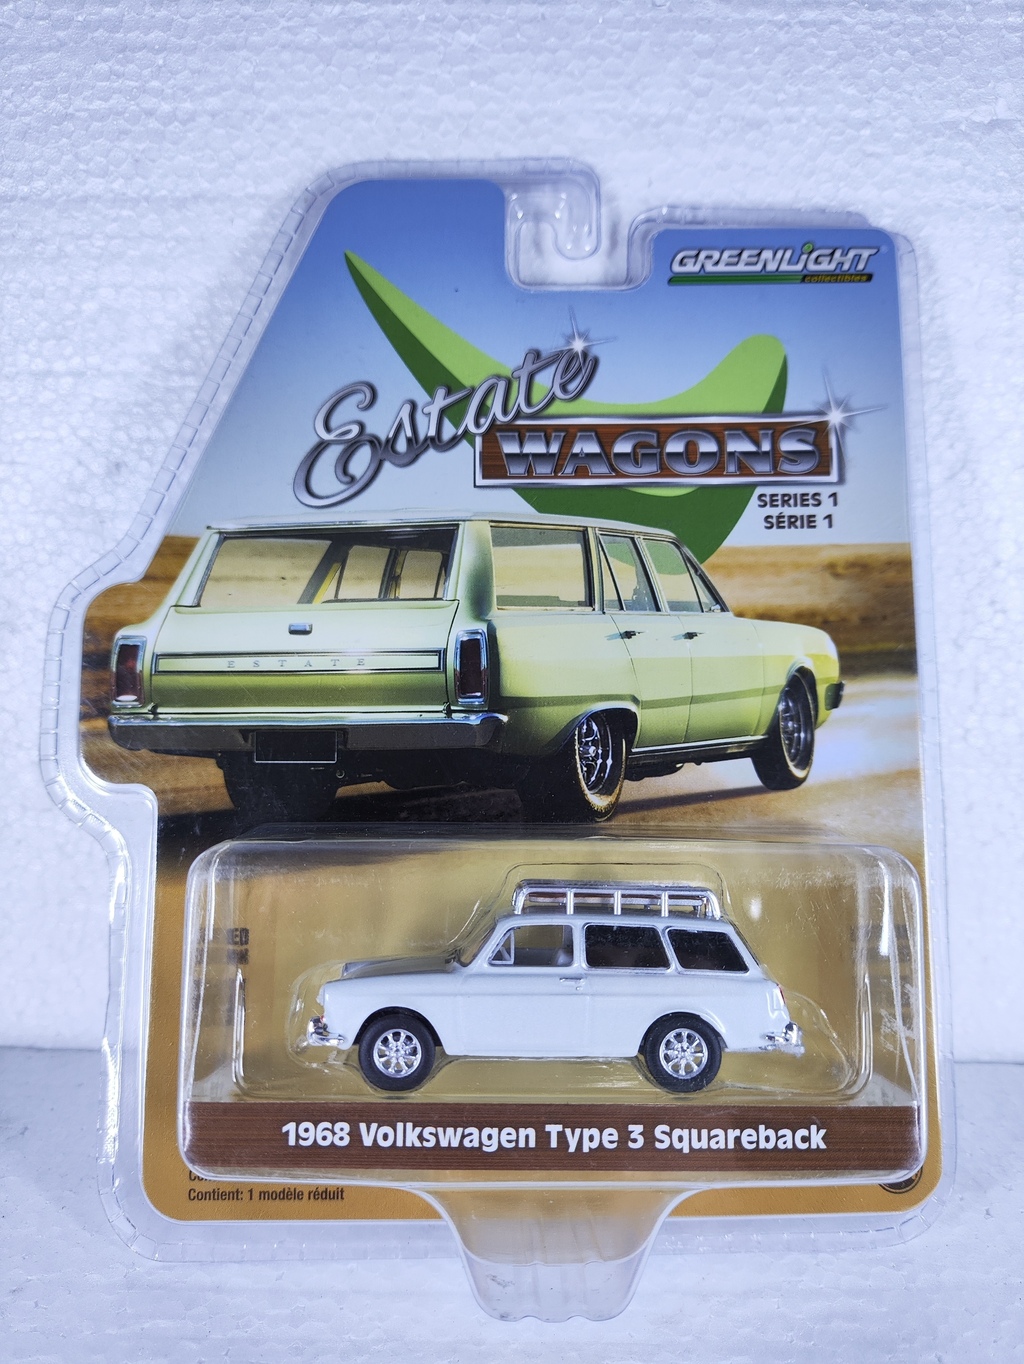 GREENLiGHT
collectibles
Estate
WAGONS
SERIES 1
SÉRIE 1
ESTATE
1968 Volkswagen Type 3 Squareback
Contient: 1 modèle réduit